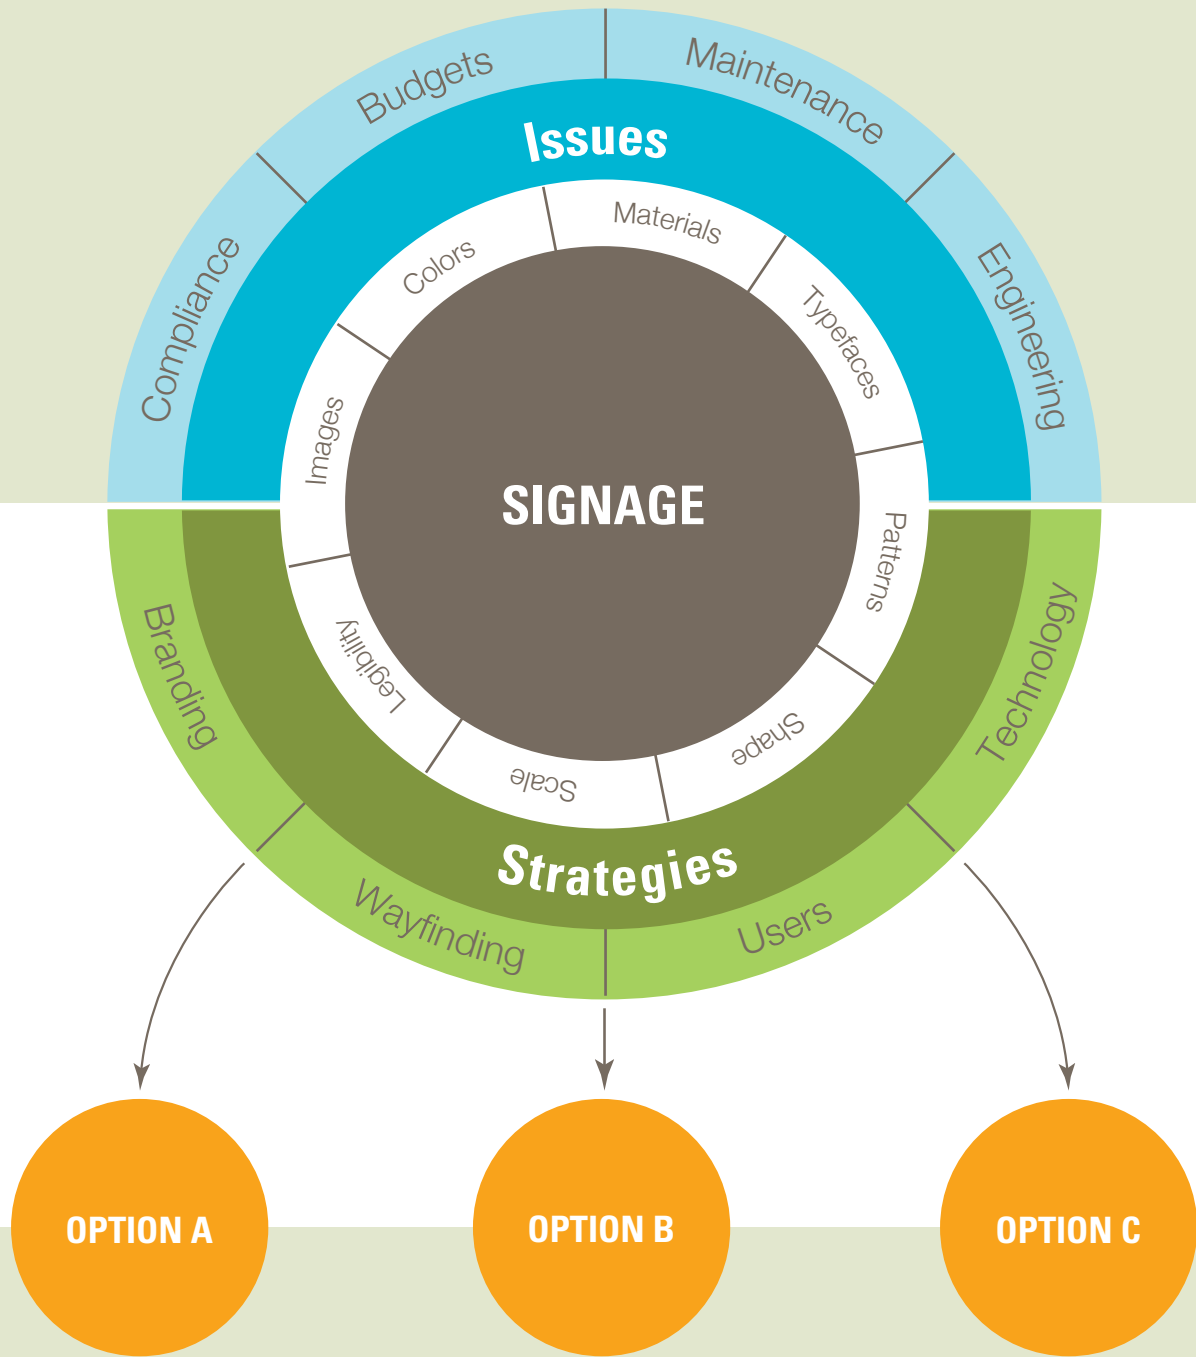 Compliance
Budgets
Maintenance
Engineering
Issues
Images
Colors
Materials
Typefaces
Patterns
Shape
Scale
Legibility
SIGNAGE
Strategies
Branding
Wayfinding
Users
Technology
OPTION A
OPTION B
OPTION C